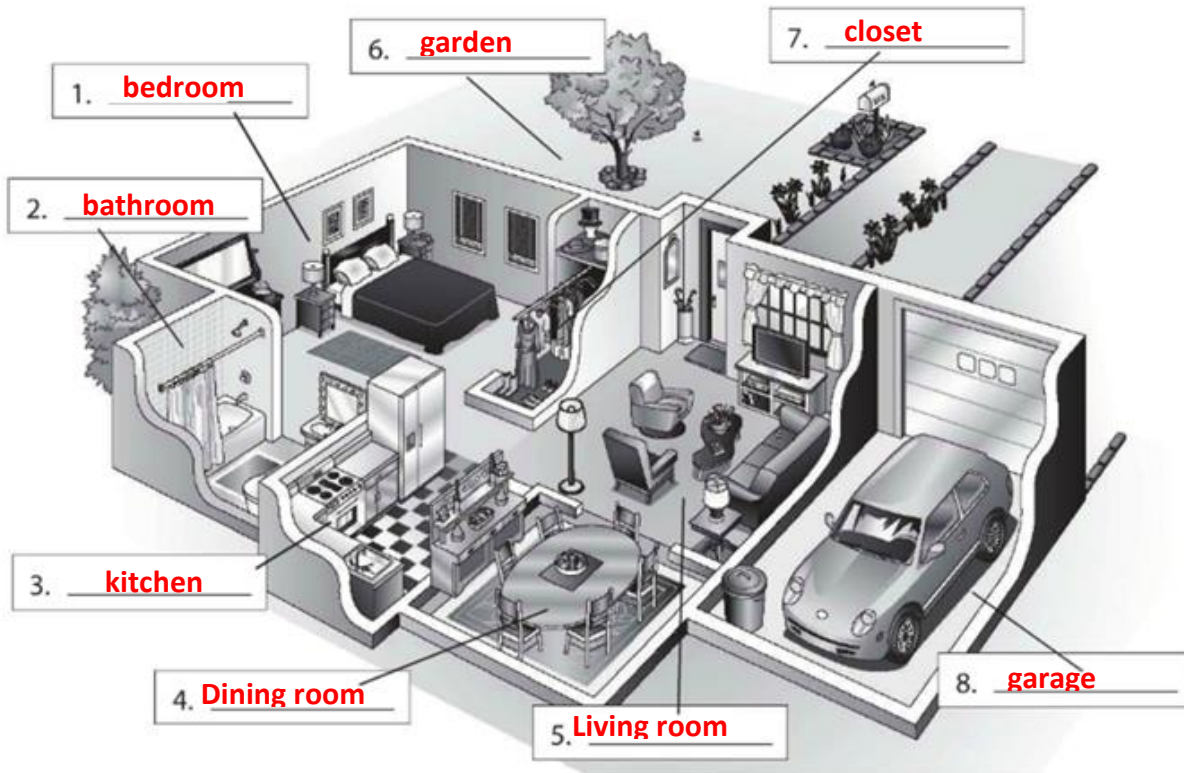 1. bedroom
2. bathroom
3. kitchen
4. Dining room
5. Living room
6. garden
7. closet
8. garage